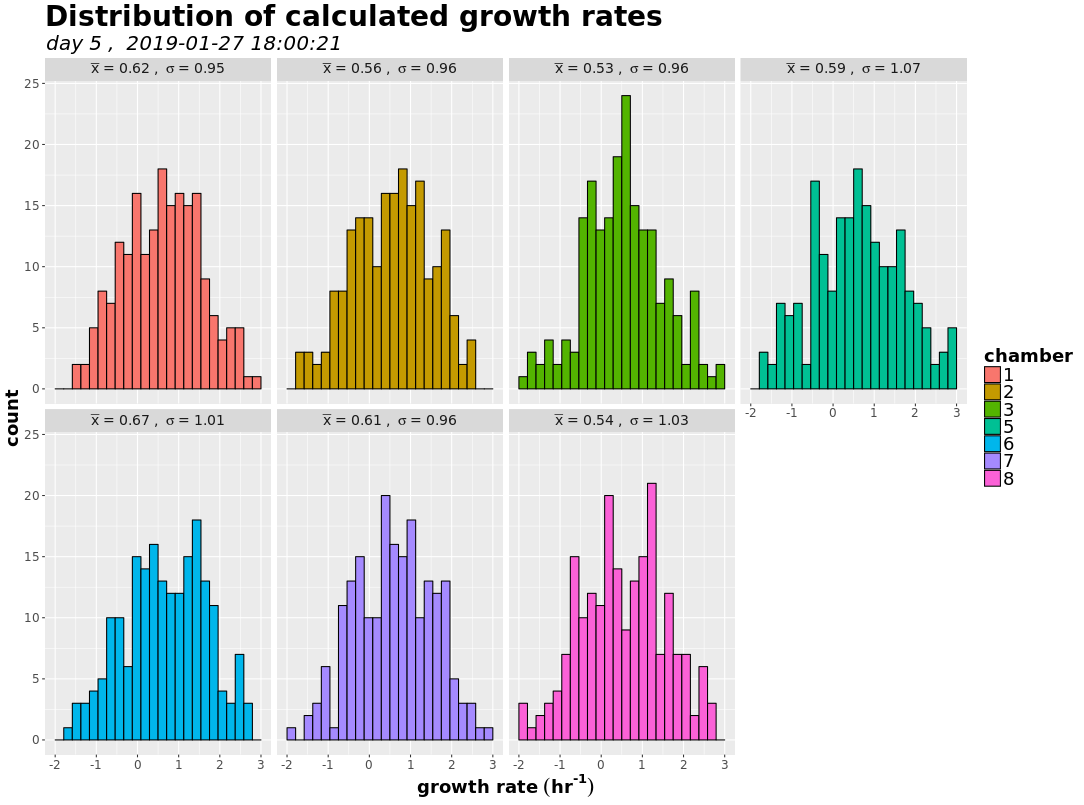 Distribution of calculated growth rates
day 5 ,  2019-01-27 18:00:21
x̅ = 0.62 ,  σ = 0.95
x̅ = 0.56 ,  σ = 0.96
x̅ = 0.53 ,  σ = 0.96
x̅ = 0.59 ,  σ = 1.07
25
20
15
10
5
0
-2 -1 0 1 2 3
x̅ = 0.67 ,  σ = 1.01
x̅ = 0.61 ,  σ = 0.96
x̅ = 0.54 ,  σ = 1.03
25
20
15
10
5
0
-2 -1 0 1 2 3
-2 -1 0 1 2 3
-2 -1 0 1 2 3
count
growth rate (hr⁻¹)
chamber
1
2
3
5
6
7
8